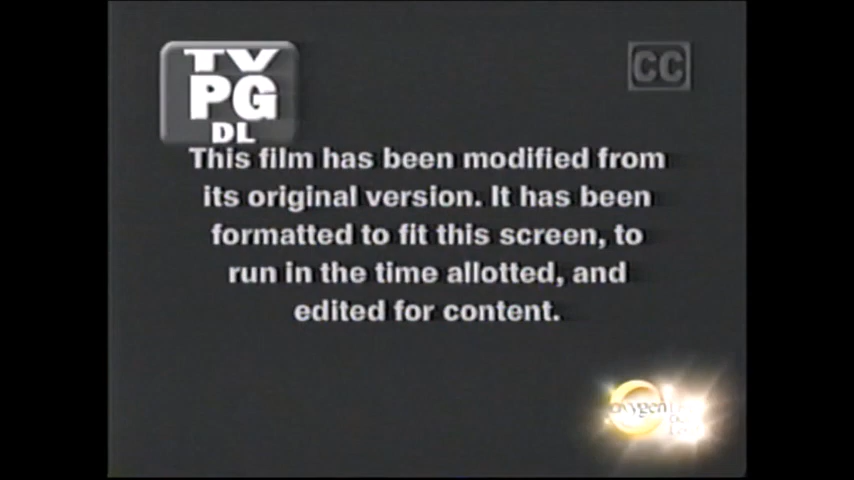 TV
PG
DL
CC
This film has been modified from
its original version. It has been
formatted to fit this screen, to
run in the time allotted, and
edited for content.
oxygen